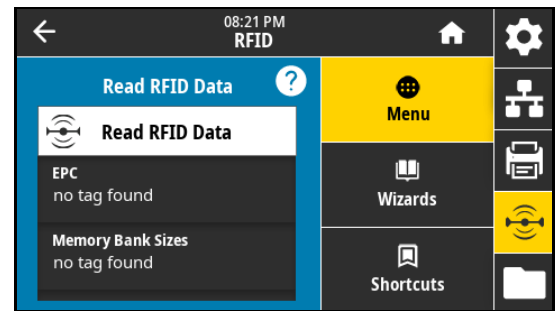 08:21 PM
RFID
Read RFID Data
?
Read RFID Data
EPC
no tag found
Memory Bank Sizes
no tag found
Menu
Wizards
Shortcuts